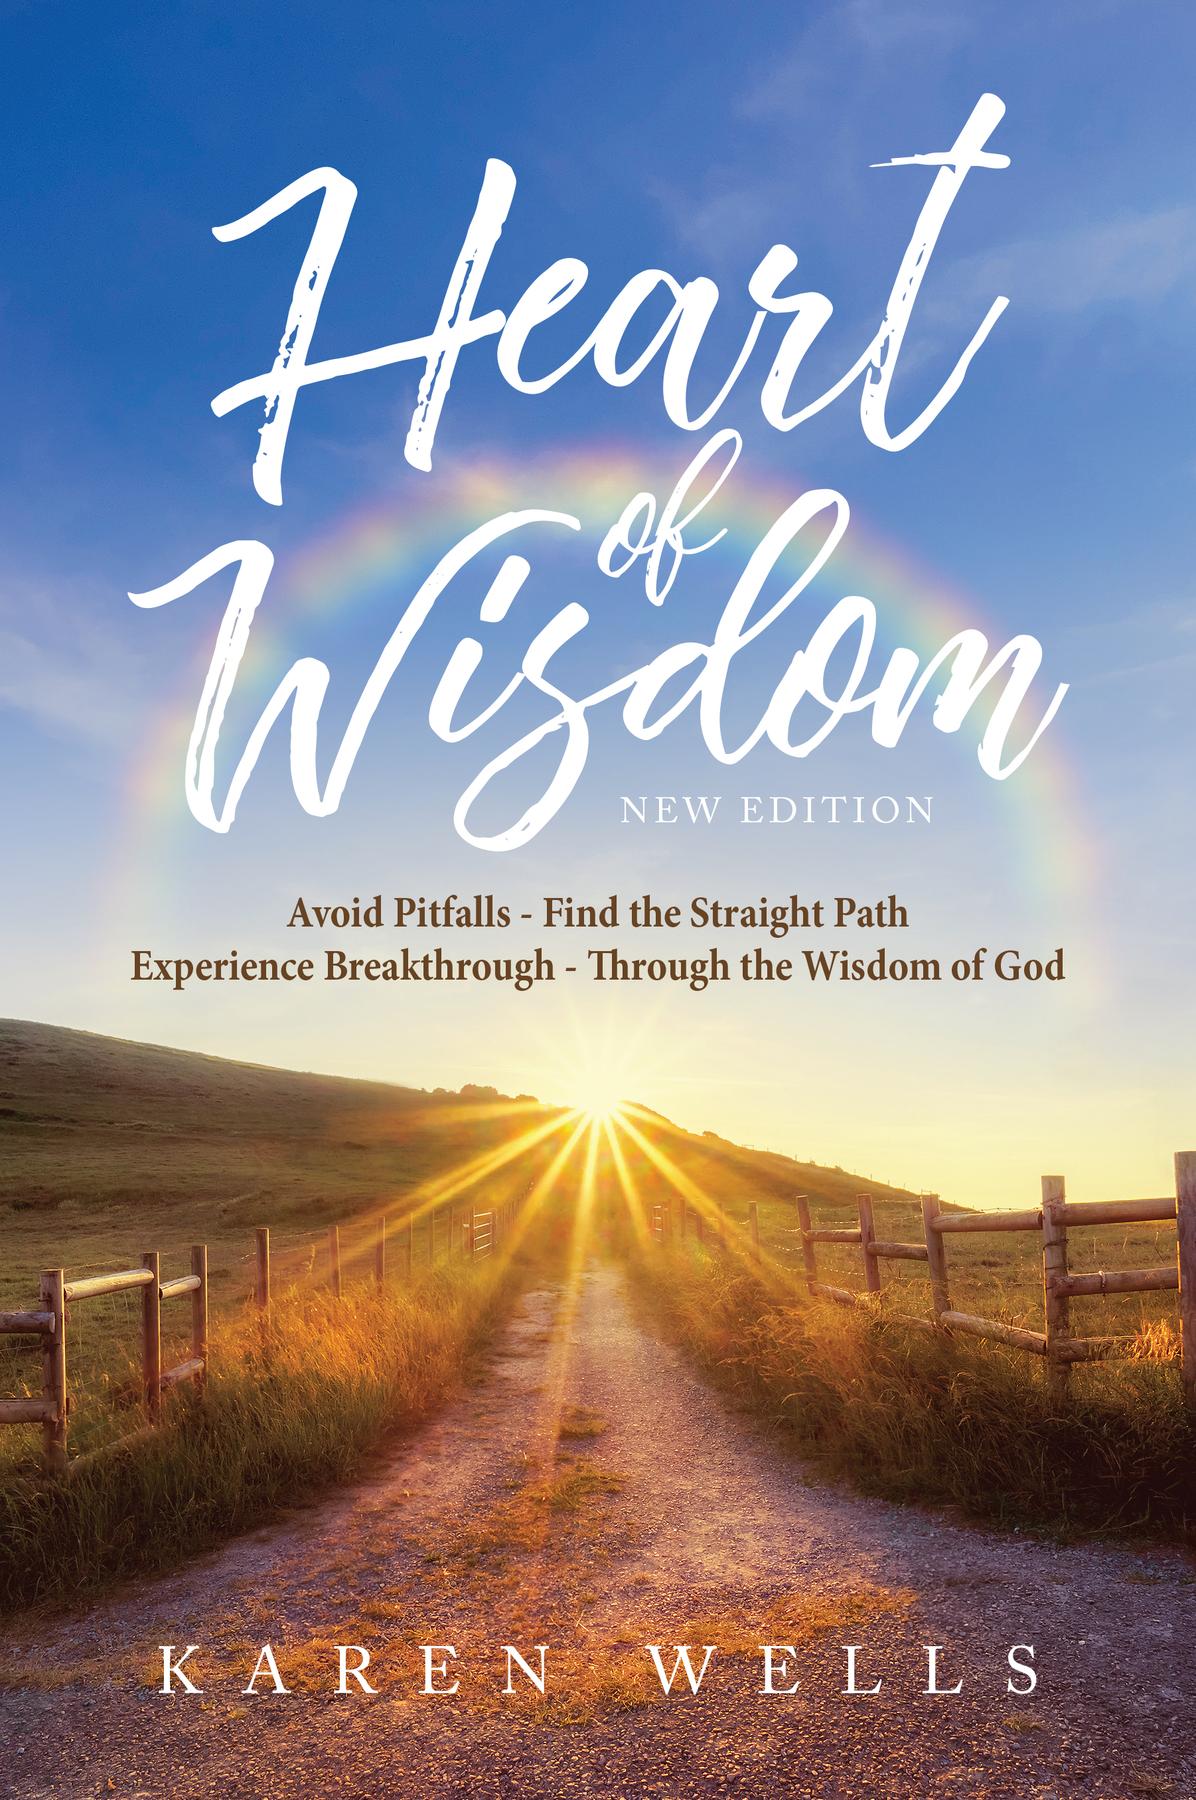 Heart
of
Wisdom
NEW EDITION
Avoid Pitfalls - Find the Straight Path
Experience Breakthrough - Through the Wisdom of God
KAREN WELLS